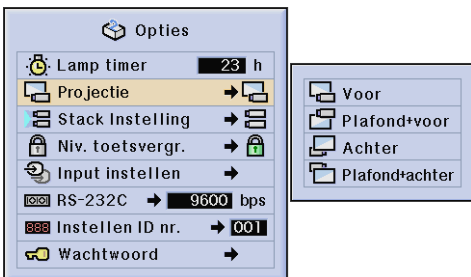 Opties
Lamp timer 23 h
Projectie
Stack Instelling
Niv. toetsvergr.
Input instellen
RS-232C 9600 bps
888 Instellen ID nr. 001
Wachtwoord
Voor
Plafond+voor
Achter
Plafond+achter